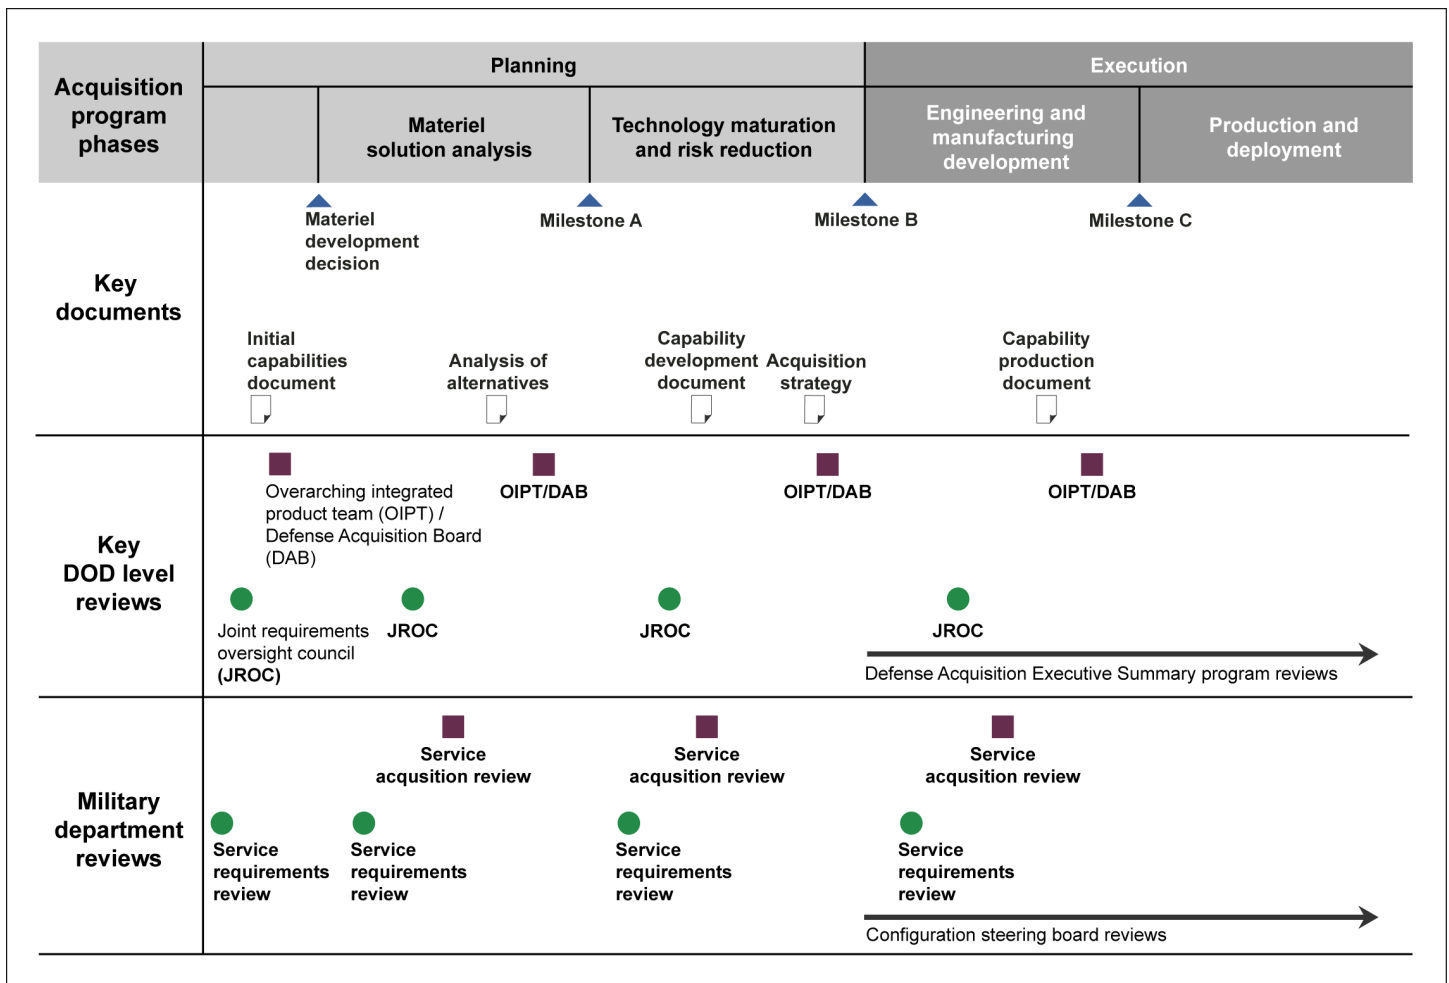 Acquisition
program
phases
Planning
Execution
Materiel
solution analysis
Technology maturation
and risk reduction
Engineering and
manufacturing
development
Production and
deployment
Key
documents
Materiel
development
decision
Milestone A
Milestone B
Milestone C
Initial
capabilities
document
Analysis of
alternatives
Capability
development
document
Acquisition
strategy
Capability
production
document
Key
DOD level
reviews
Overarching integrated
product team (OIPT) /
Defense Acquisition Board
(DAB)
OIPT/DAB
OIPT/DAB
OIPT/DAB
Joint requirements
oversight council
(JROC)
JROC
JROC
JROC
Defense Acquisition Executive Summary program reviews
Military
department
reviews
Service
acqusition review
Service
acqusition review
Service
acqusition review
Service
requirements
review
Service
requirements
review
Service
requirements
review
Service
requirements
review
Configuration steering board reviews